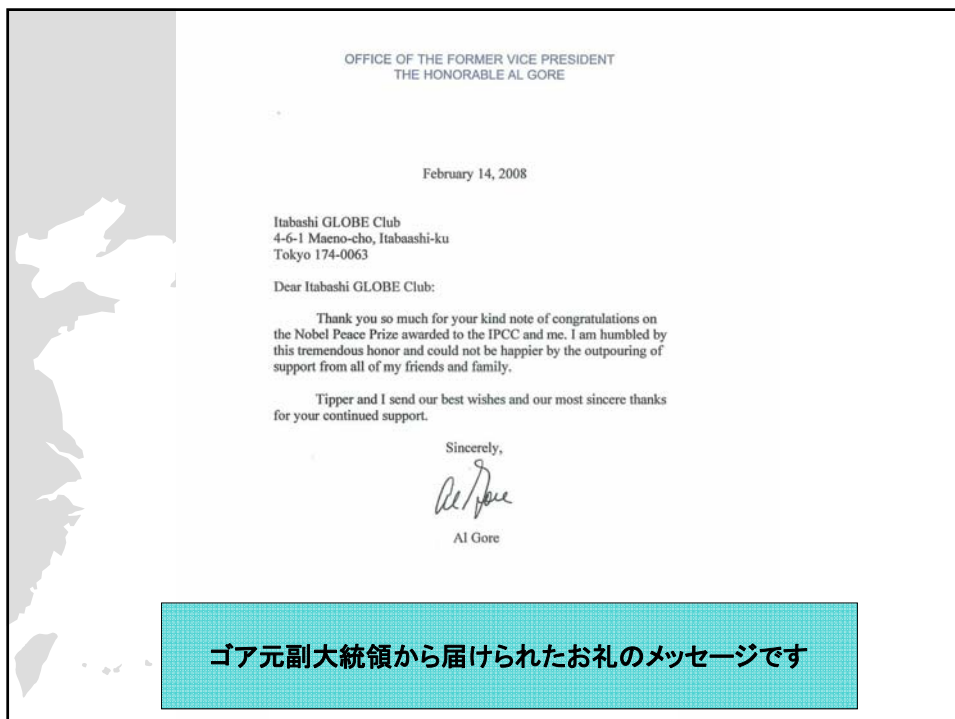 OFFICE OF THE FORMER VICE PRESIDENT
THE HONORABLE AL GORE
February 14, 2008
Itabashi GLOBE Club
4-6-1 Maeno-cho, Itabaashi-ku
Tokyo 174-0063
Dear Itabashi GLOBE Club:
Thank you so much for your kind note of congratulations on
the Nobel Peace Prize awarded to the IPCC and me. I am humbled by
this tremendous honor and could not be happier by the outpouring of
support from all of my friends and family.
Tipper and I send our best wishes and our most sincere thanks
for your continued support.
Sincerely,
Al Gore
Al Gore
ゴア元副大統領から届けられたお礼のメッセージです